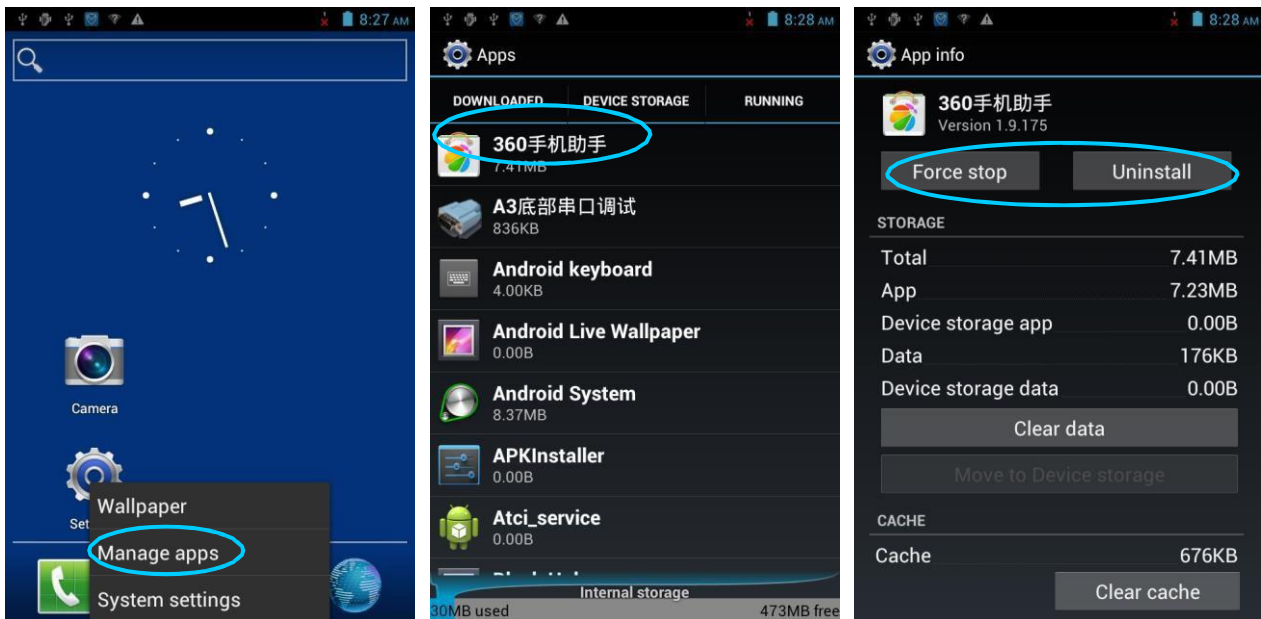 8:27 AM
Camera
Wallpaper
Manage apps
System settings
8:28 AM
Apps
DOWNLOADED
DEVICE STORAGE
RUNNING
360手机助手
7.41MB
A3底部串口调试
836KB
Android keyboard
4.00KB
Android Live Wallpaper
0.00B
Android System
8.37MB
APKInstaller
0.00B
Atci_service
0.00B
Internal storage
30MB used
473MB free
8:28 AM
App info
360手机助手
Version 1.9.175
Force stop
Uninstall
STORAGE
Total 7.41MB
App 7.23MB
Device storage app 0.00B
Data 176KB
Device storage data 0.00B
Clear data
Move to Device storage
CACHE
Cache 676KB
Clear cache